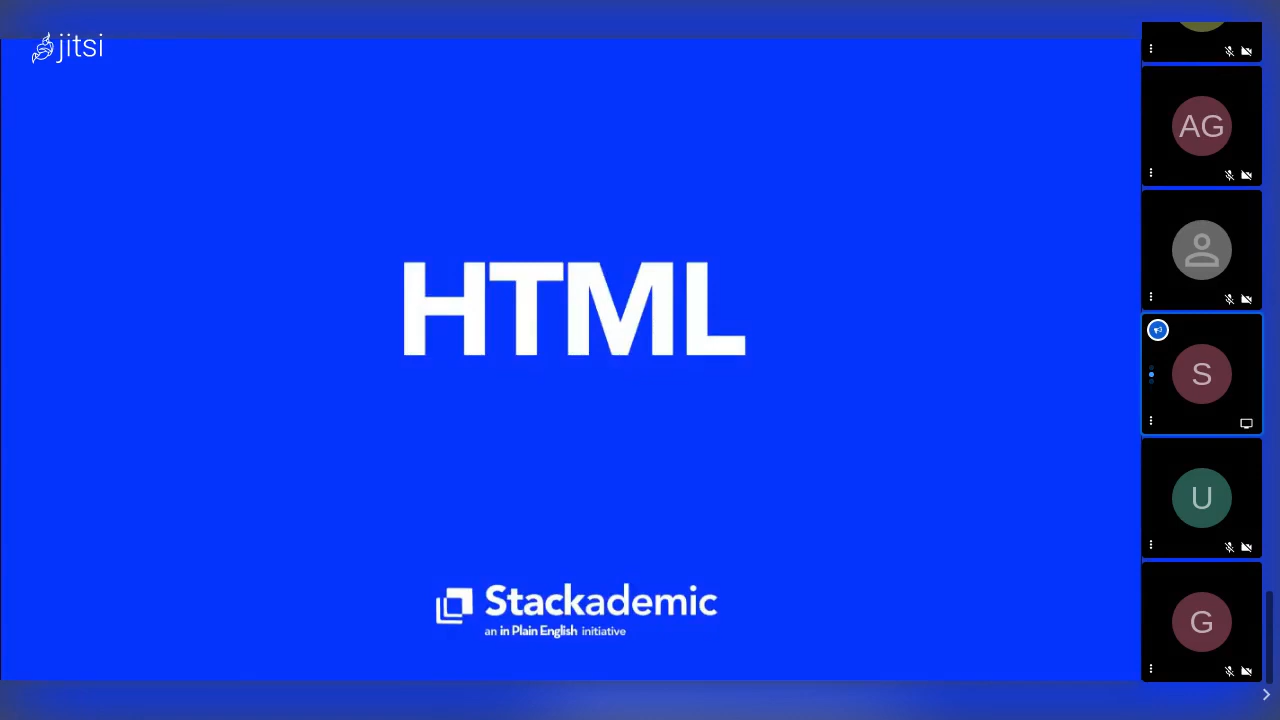 jitsi
HTML
Stackademic
an in Plain English initiative
AG
S
U
G